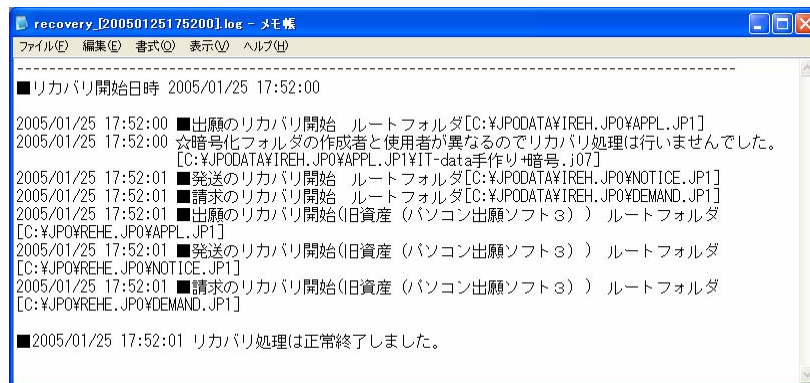 recovery_[20050125175200].log - メモ帳
ファイル(F) 編集(E) 書式(O) 表示(V) ヘルプ(H)
--------------------------------------------------------------------------------
■リカバリ開始日時 2005/01/25 17:52:00
2005/01/25 17:52:00 ■出願のリカバリ開始 ルートフォルダ[C:¥JPODATA¥IREH.JPO¥APPL.JP1]
2005/01/25 17:52:00 ☆暗号化フォルダの作成者と使用者が異なるのでリカバリ処理は行いませんでした。
[C:¥JPODATA¥IREH.JPO¥APPL.JP1¥IT-data手作り+暗号.j07]
2005/01/25 17:52:01 ■発送のリカバリ開始 ルートフォルダ[C:¥JPODATA¥IREH.JPO¥NOTICE.JP1]
2005/01/25 17:52:01 ■請求のリカバリ開始 ルートフォルダ[C:¥JPODATA¥IREH.JPO¥DEMAND.JP1]
2005/01/25 17:52:01 ■出願のリカバリ開始(旧資産（パソコン出願ソフト３）) ルートフォルダ
[C:¥JPO¥REHE.JPO¥APPL.JP1]
2005/01/25 17:52:01 ■発送のリカバリ開始(旧資産（パソコン出願ソフト３）) ルートフォルダ
[C:¥JPO¥REHE.JPO¥NOTICE.JP1]
2005/01/25 17:52:01 ■請求のリカバリ開始(旧資産（パソコン出願ソフト３）) ルートフォルダ
[C:¥JPO¥REHE.JPO¥DEMAND.JP1]
■2005/01/25 17:52:01 リカバリ処理は正常終了しました。